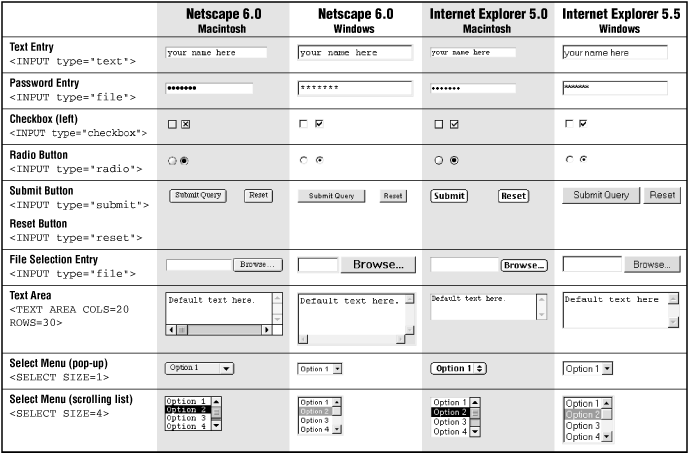 Netscape 6.0 Netscape 6.0 Internet Explorer 5.0 Internet Explorer 5.5
Macintosh Windows Macintosh Windows
Text Entry
<INPUT type="text"> your name here your name here your name here your name here
Password Entry
<INPUT type="file"> ••••••• ******* ••••••• *******
Checkbox (left)
<INPUT type="checkbox">
Radio Button
<INPUT type="radio">
Submit Button
<INPUT type="submit"> Submit Query Reset Submit Query Reset Submit Reset Submit Query Reset
Reset Button
<INPUT type="reset">
File Selection Entry
<INPUT type="file"> Browse... Browse... Browse... Browse...
Text Area
<TEXT AREA COLS=20 Default text here. Default text here. Default text here. Default text here
ROWS=30>
Select Menu (pop-up)
<SELECT SIZE=1> Option 1 Option 1 Option 1 Option 1
Select Menu (scrolling list)
<SELECT SIZE=4> Option 1 Option 1 Option 1 Option 1
Option 2 Option 2 Option 2 Option 2
Option 3 Option 3 Option 3 Option 3
Option 4 Option 4 Option 4 Option 4